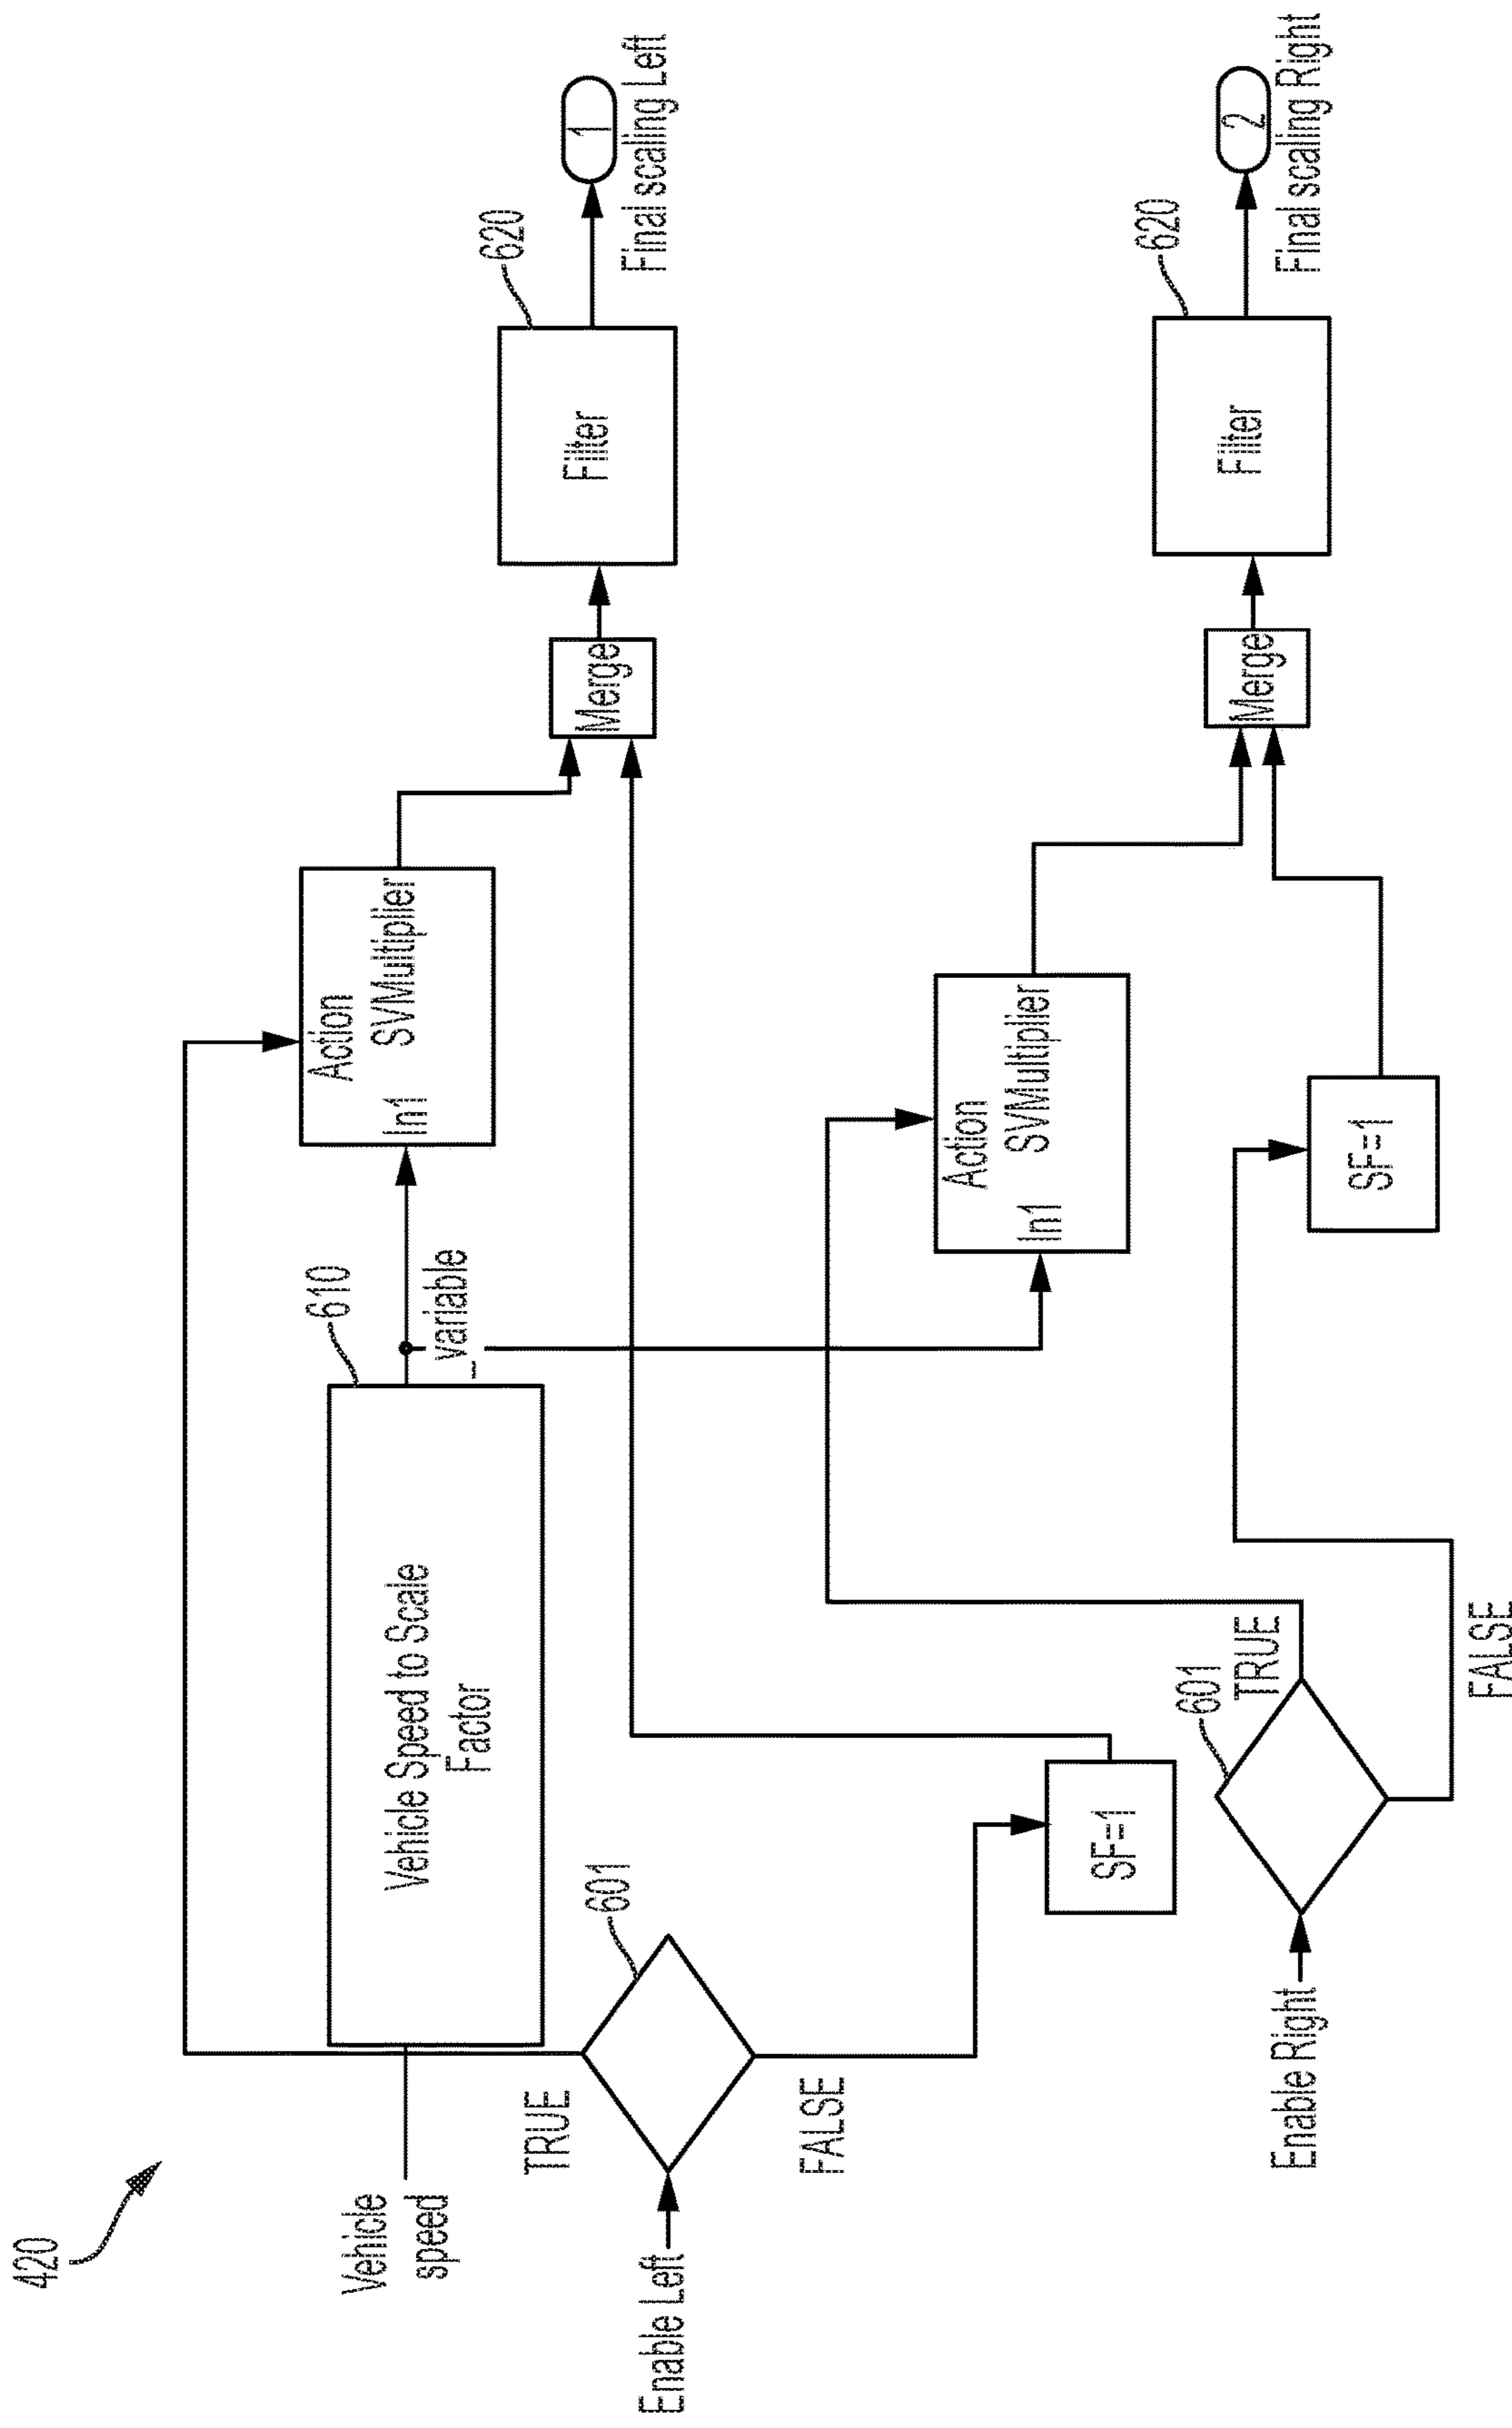 420
Vehicle
speed
Vehicle Speed to Scale
Factor
610
_variable
Action
SVMultiplier
In1
Enable Left
601
TRUE
FALSE
SF=1
Merge
Filter
620
1
Final scaling Left
Action
SVMultiplier
In1
Enable Right
601
TRUE
FALSE
SF=1
Merge
Filter
620
2
Final scaling Right